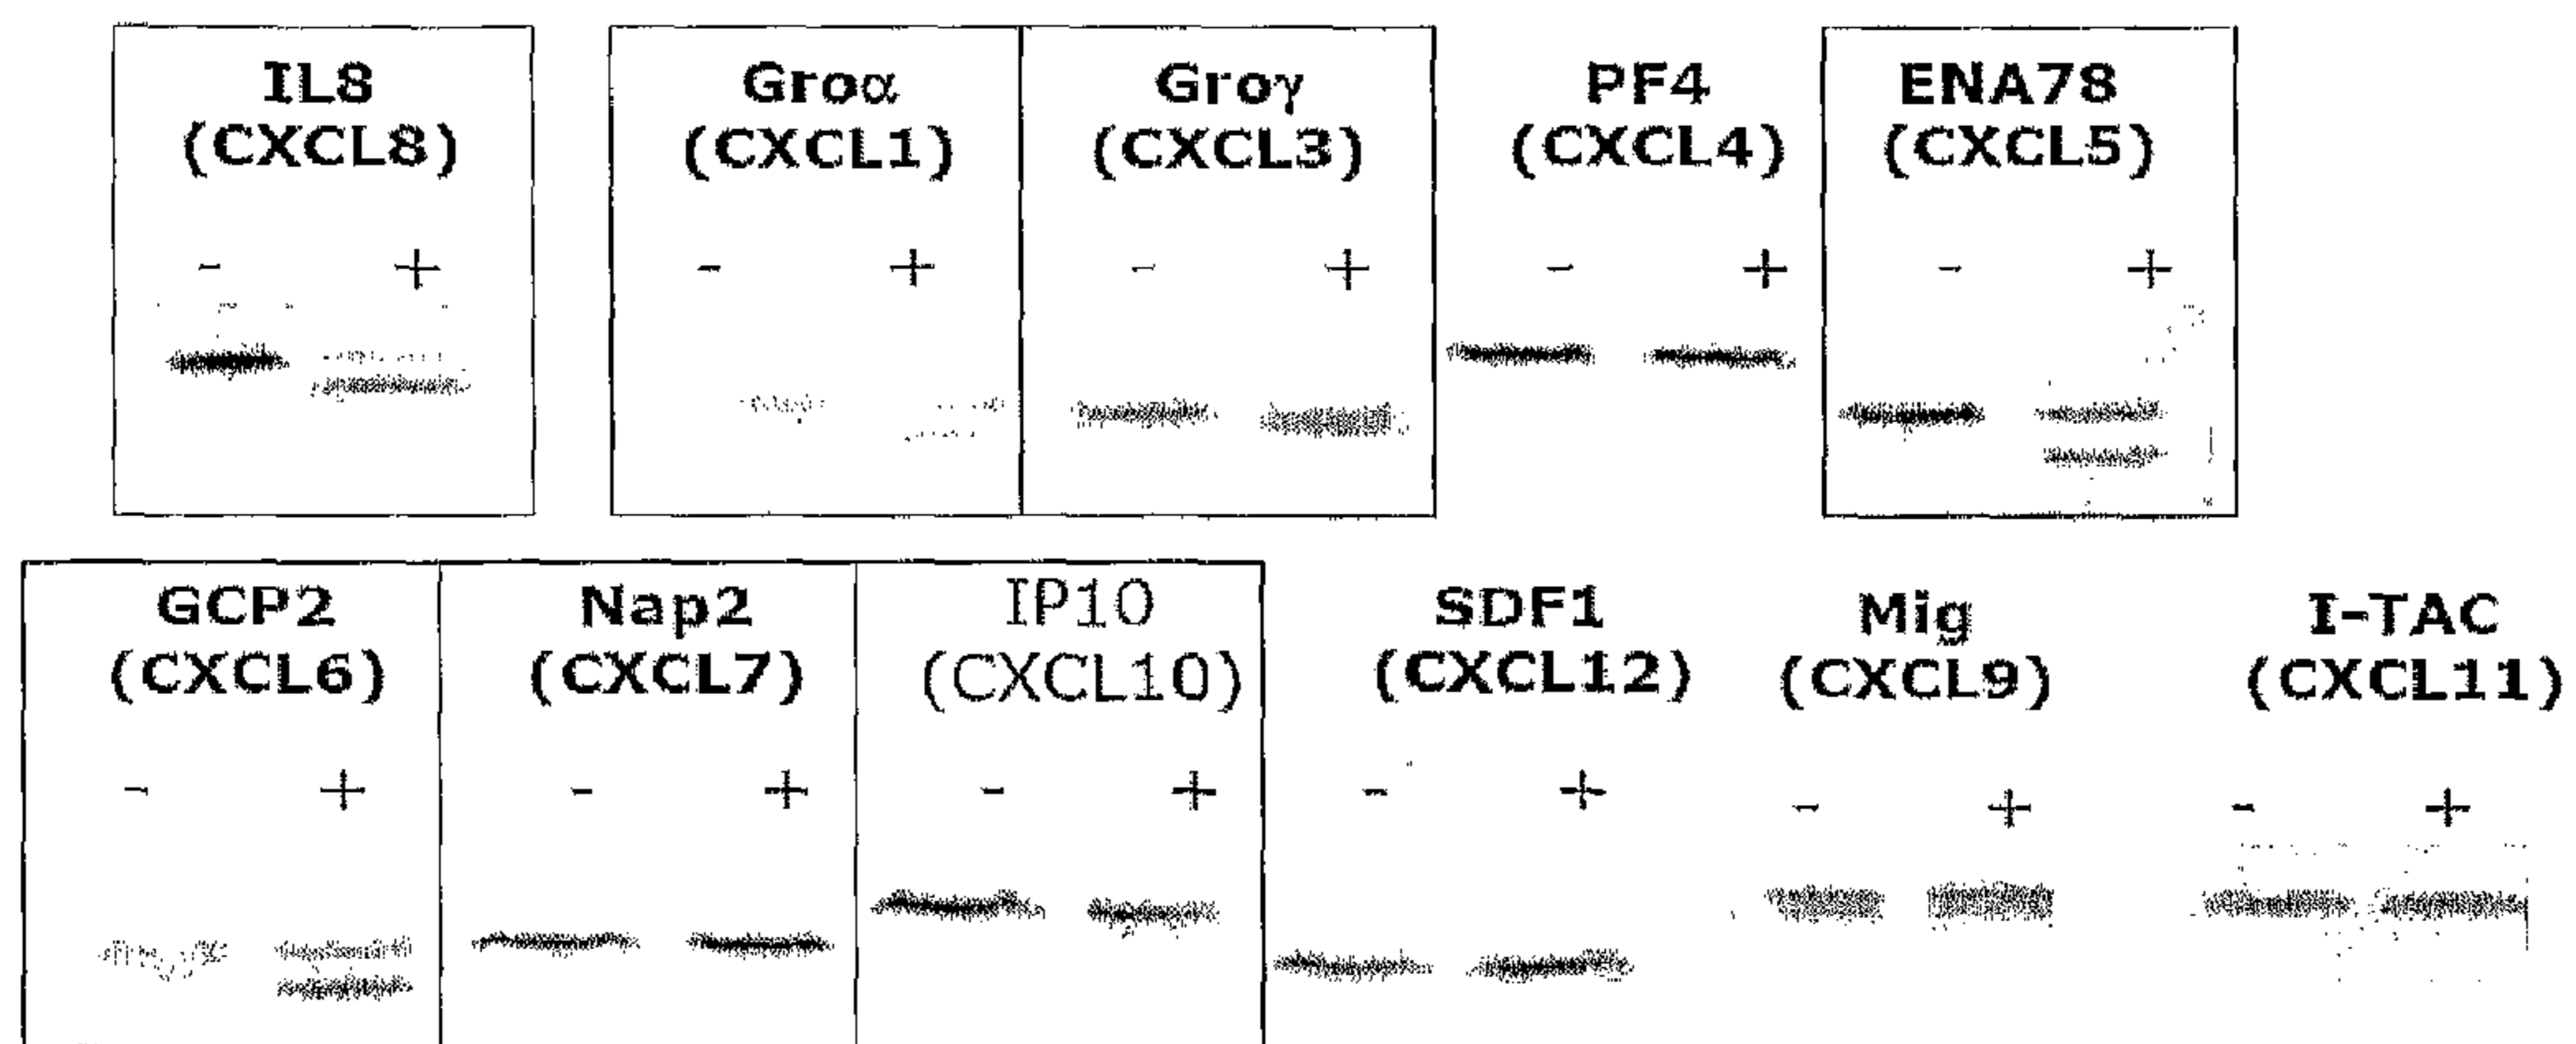 IL8
(CXCL8)
- +
Groα
(CXCL1)
- +
Groγ
(CXCL3)
- +
PF4
(CXCL4)
- +
ENA78
(CXCL5)
- +
GCP2
(CXCL6)
- +
Nap2
(CXCL7)
- +
IP10
(CXCL10)
- +
SDF1
(CXCL12)
- +
Mig
(CXCL9)
- +
I-TAC
(CXCL11)
- +